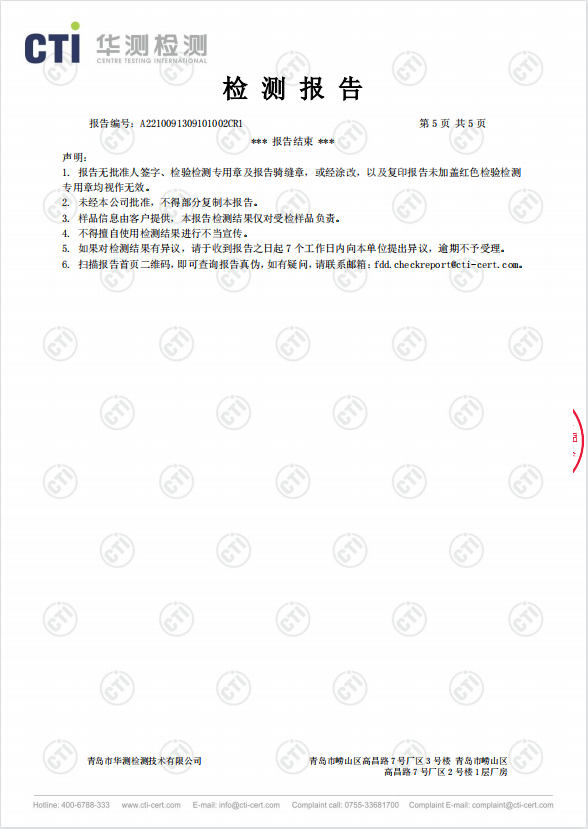 CTI 华测检测
CENTRE TESTING INTERNATIONAL
检测报告
报告编号：A2210091309101002CR1 第 5 页 共 5 页
*** 报告结束 ***
声明：
1. 报告无批准人签字、检验检测专用章及报告骑缝章，或经涂改，以及复印报告未加盖红色检验检测
专用章均视作无效。
2. 未经本公司批准，不得部分复制本报告。
3. 样品信息由客户提供，本报告检测结果仅对受检样品负责。
4. 不得擅自使用检测结果进行不当宣传。
5. 如果对检测结果有异议，请于收到报告之日起 7 个工作日内向本单位提出异议，逾期不予受理。
6. 扫描报告首页二维码，即可查询报告真伪，如有疑问，请联系邮箱：fdd.checkreport@cti-cert.com。
青岛市华测检测技术有限公司 青岛市崂山区高昌路 7 号厂区 3 号楼 青岛市崂山区
高昌路 7 号厂区 2 号楼 1 层厂房
Hotline: 400-6788-333 www.cti-cert.com E-mail: info@cti-cert.com Complaint call: 0755-33681700 Complaint E-mail: complaint@cti-cert.com